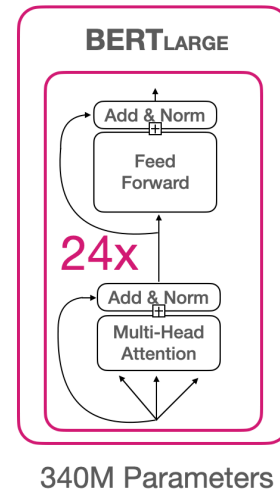 BERTLARGE
Add & Norm
+
Feed
Forward
24x
Add & Norm
+
Multi-Head
Attention
340M Parameters